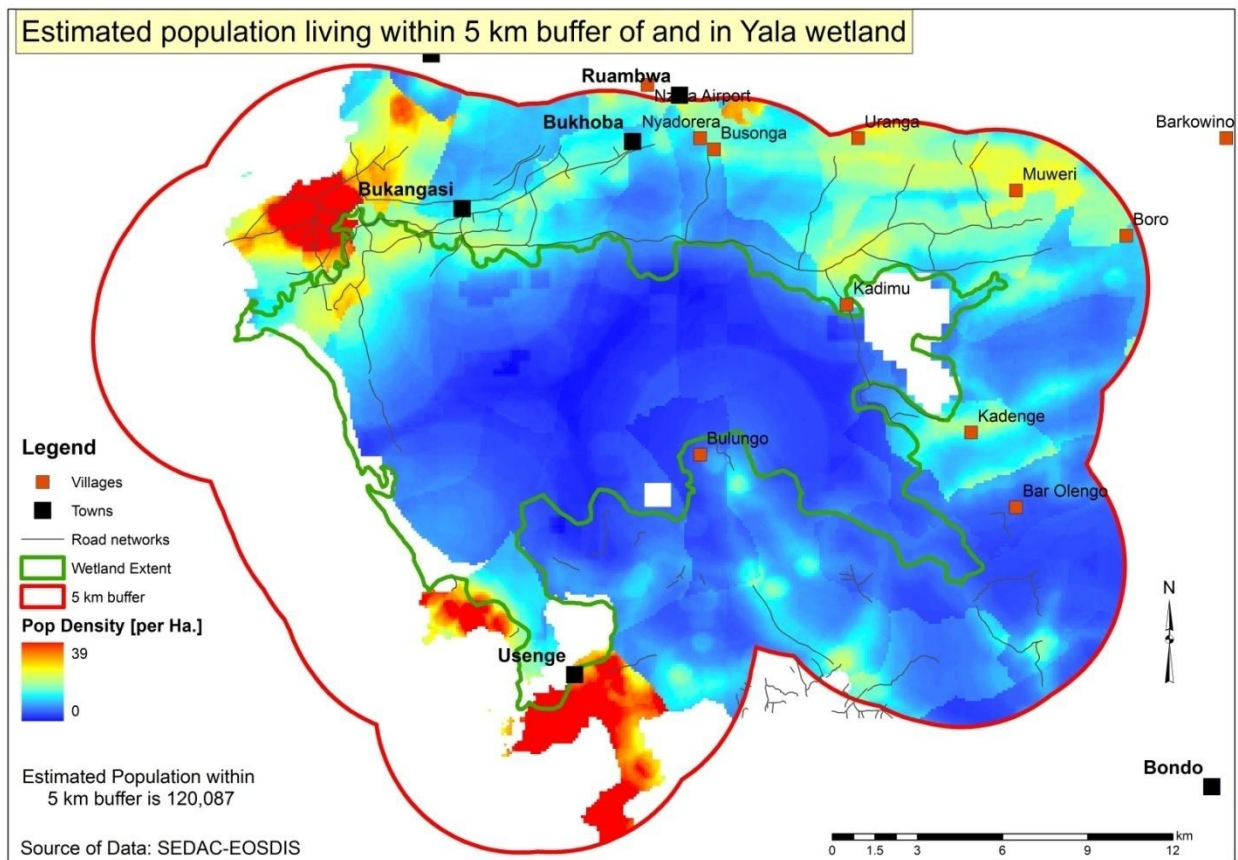 Estimated population living within 5 km buffer of and in Yala wetland
Ruambwa
Nzoia Airport
Bukhoba
Nyadorera
Busonga
Uranga
Barkowino
Bukangasi
Muweri
Boro
Kadimu
Kadenge
Bulungo
Bar Olengo
Usenge
Bondo
Legend
Villages
Towns
Road networks
Wetland Extent
5 km buffer
Pop Density [per Ha.]
39
0
Estimated Population within
5 km buffer is 120,087
Source of Data: SEDAC-EOSDIS
N
km
0 1.5 3 6 9 12